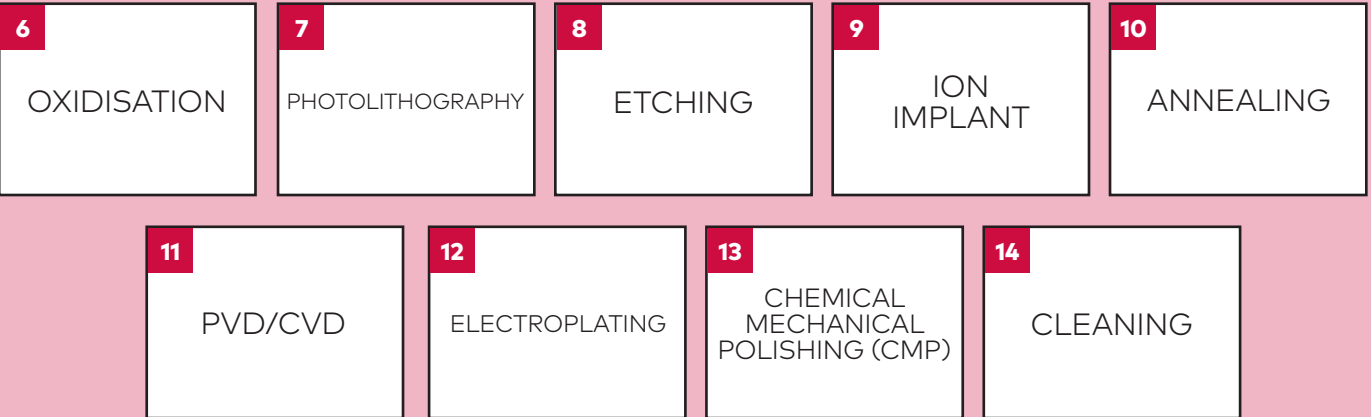 6
OXIDISATION
7
PHOTOLITHOGRAPHY
8
ETCHING
9
ION
IMPLANT
10
ANNEALING
11
PVD/CVD
12
ELECTROPLATING
13
CHEMICAL
MECHANICAL
POLISHING (CMP)
14
CLEANING